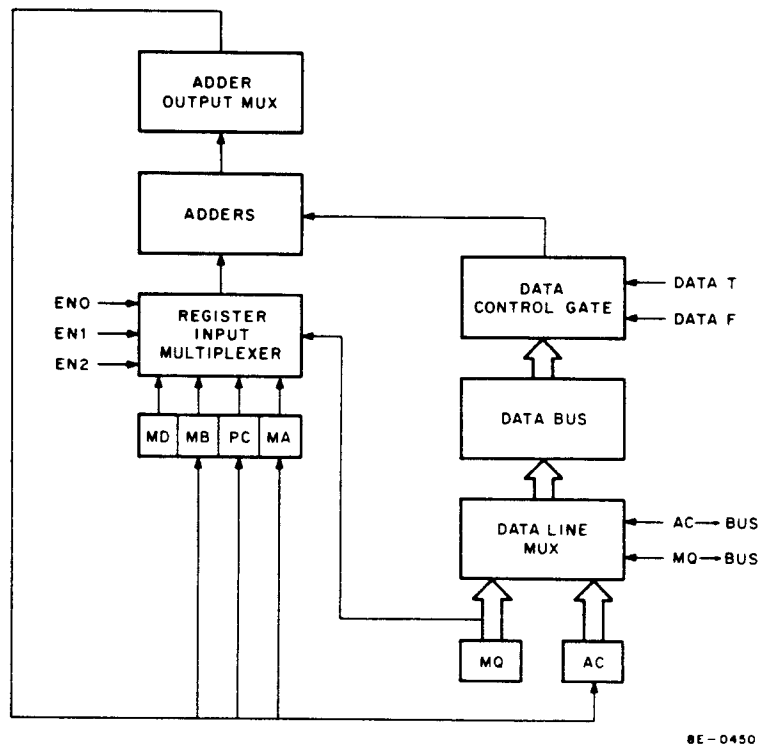 ADDER
OUTPUT MUX
ADDERS
EN0
EN1
EN2
REGISTER
INPUT
MULTIPLEXER
MD MB PC MA
DATA
CONTROL GATE
DATA T
DATA F
DATA BUS
DATA LINE
MUX
AC→BUS
MQ→BUS
MQ
AC
8E-0450